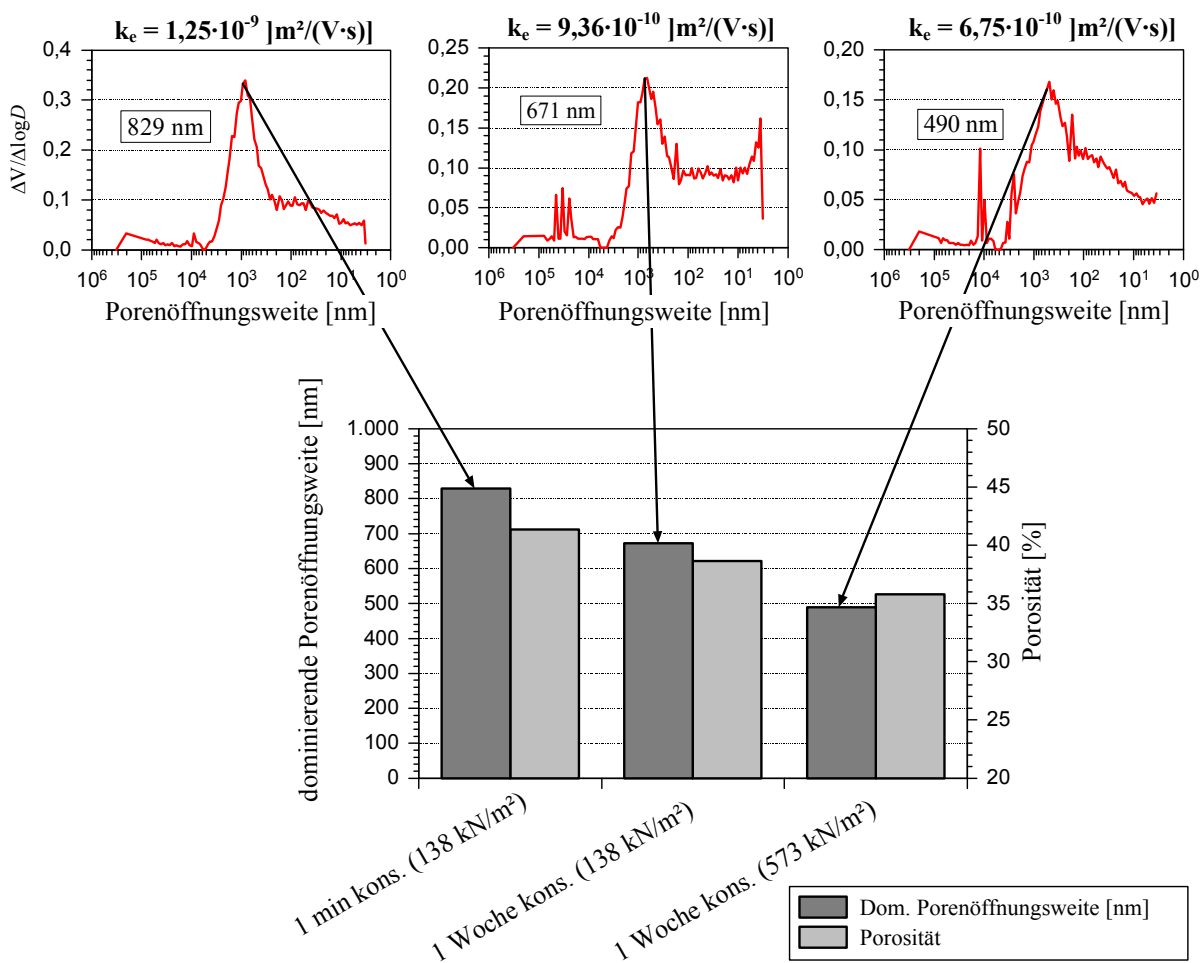 kₑ = 1,25·10⁻⁹ ]m²/(V·s)]
kₑ = 9,36·10⁻¹⁰ ]m²/(V·s)]
kₑ = 6,75·10⁻¹⁰ ]m²/(V·s)]
ΔV/ΔlogD
0,4
0,3
0,2
0,1
0,0
829 nm
10⁶ 10⁵ 10⁴ 10³ 10² 10¹ 10⁰
Porenöffnungsweite [nm]
0,20
0,15
0,10
0,05
0,00
671 nm
10⁶ 10⁵ 10⁴ 10³ 10² 10¹ 10⁰
Porenöffnungsweite [nm]
0,20
0,15
0,10
0,05
0,00
490 nm
10⁶ 10⁵ 10⁴ 10³ 10² 10¹ 10⁰
Porenöffnungsweite [nm]
dominierende Porenöffnungsweite [nm]
1.000
900
800
700
600
500
400
300
200
100
0
50
45
40
35
30
25
20
Porosität [%]
1 min kons. (138 kN/m²)
1 Woche kons. (138 kN/m²)
1 Woche kons. (573 kN/m²)
Dom. Porenöffnungsweite [nm]
Porosität